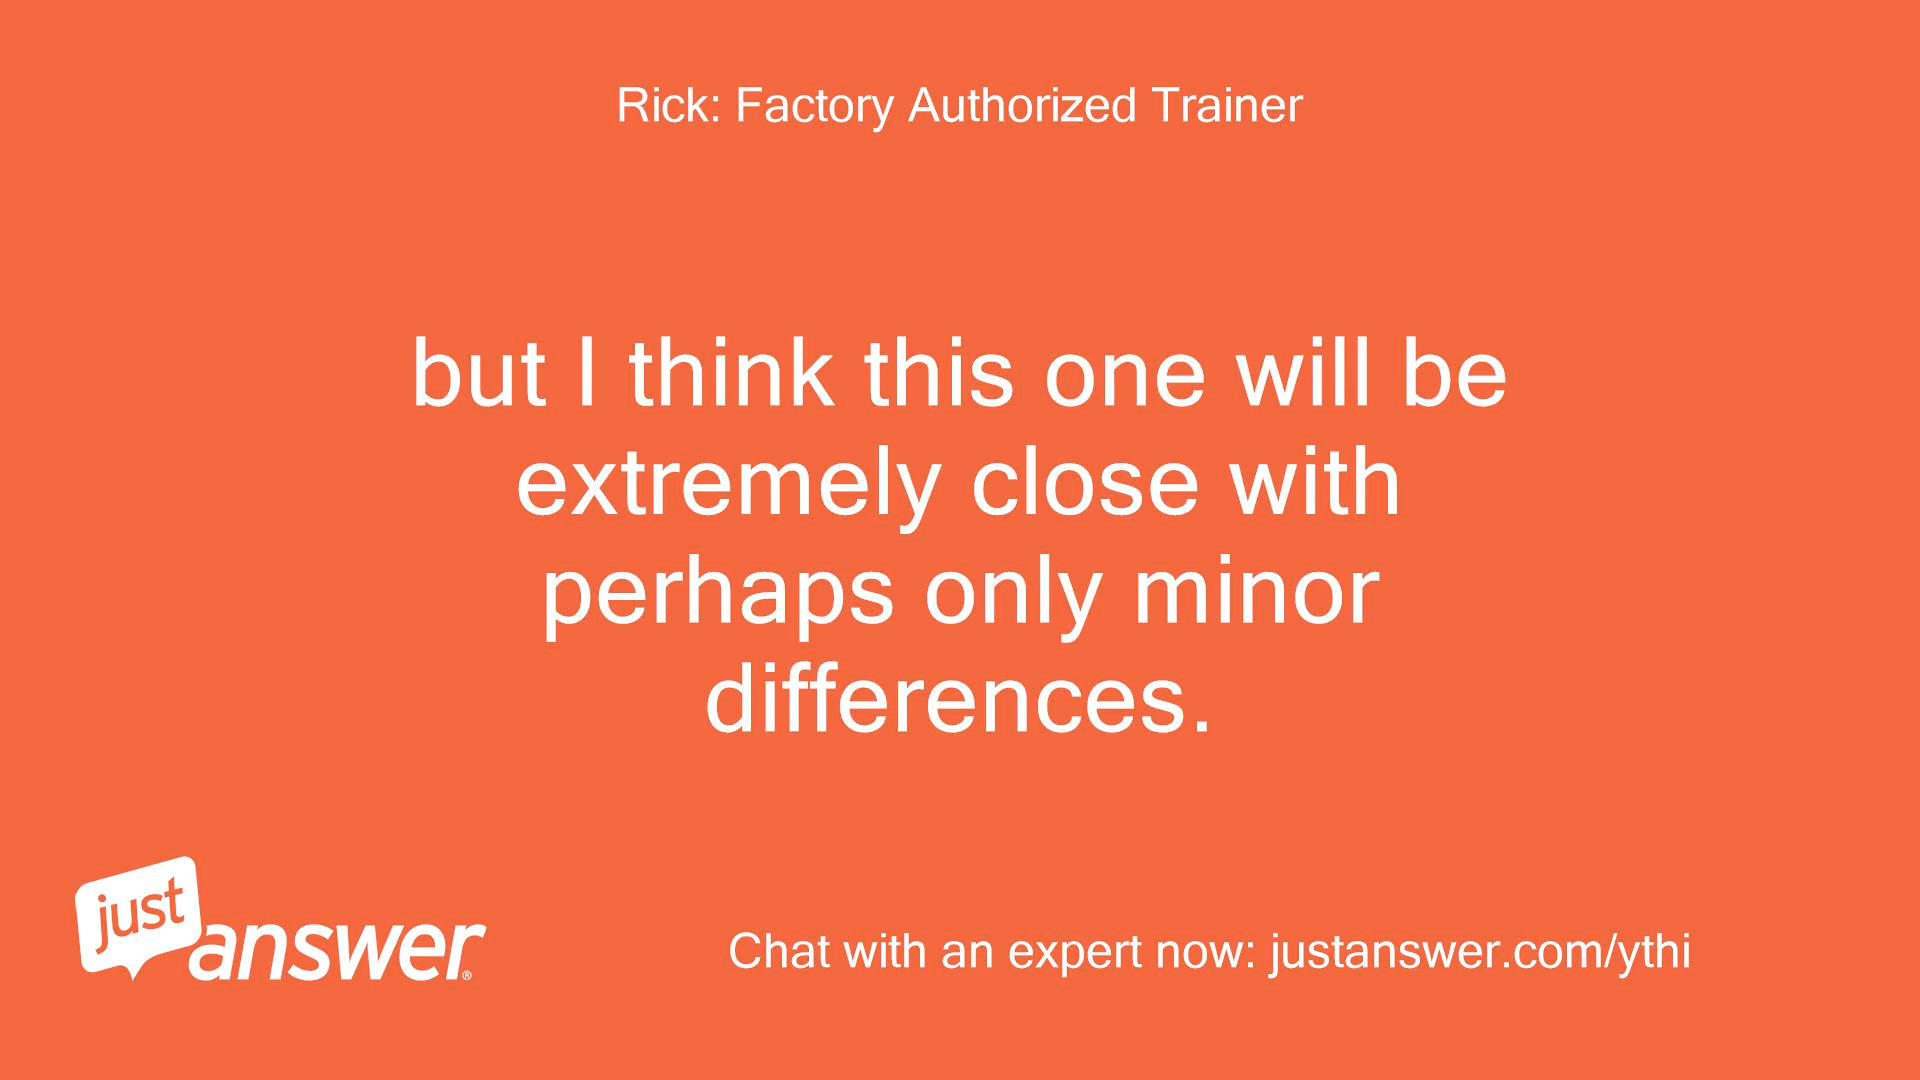 Rick: Factory Authorized Trainer
but I think this one will be
extremely close with
perhaps only minor
differences.
just
answer®
Chat with an expert now: justanswer.com/ythi